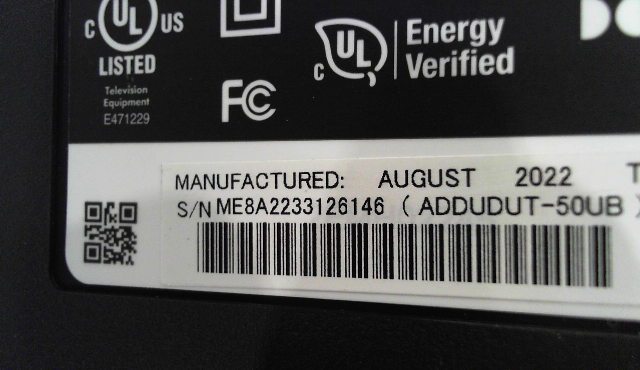 c UL US
LISTED
Television
Equipment
E471229
FC
c UL Energy
Verified
MANUFACTURED: AUGUST 2022
S/N ME8A2233126146 ( ADDUDUT-50UB )